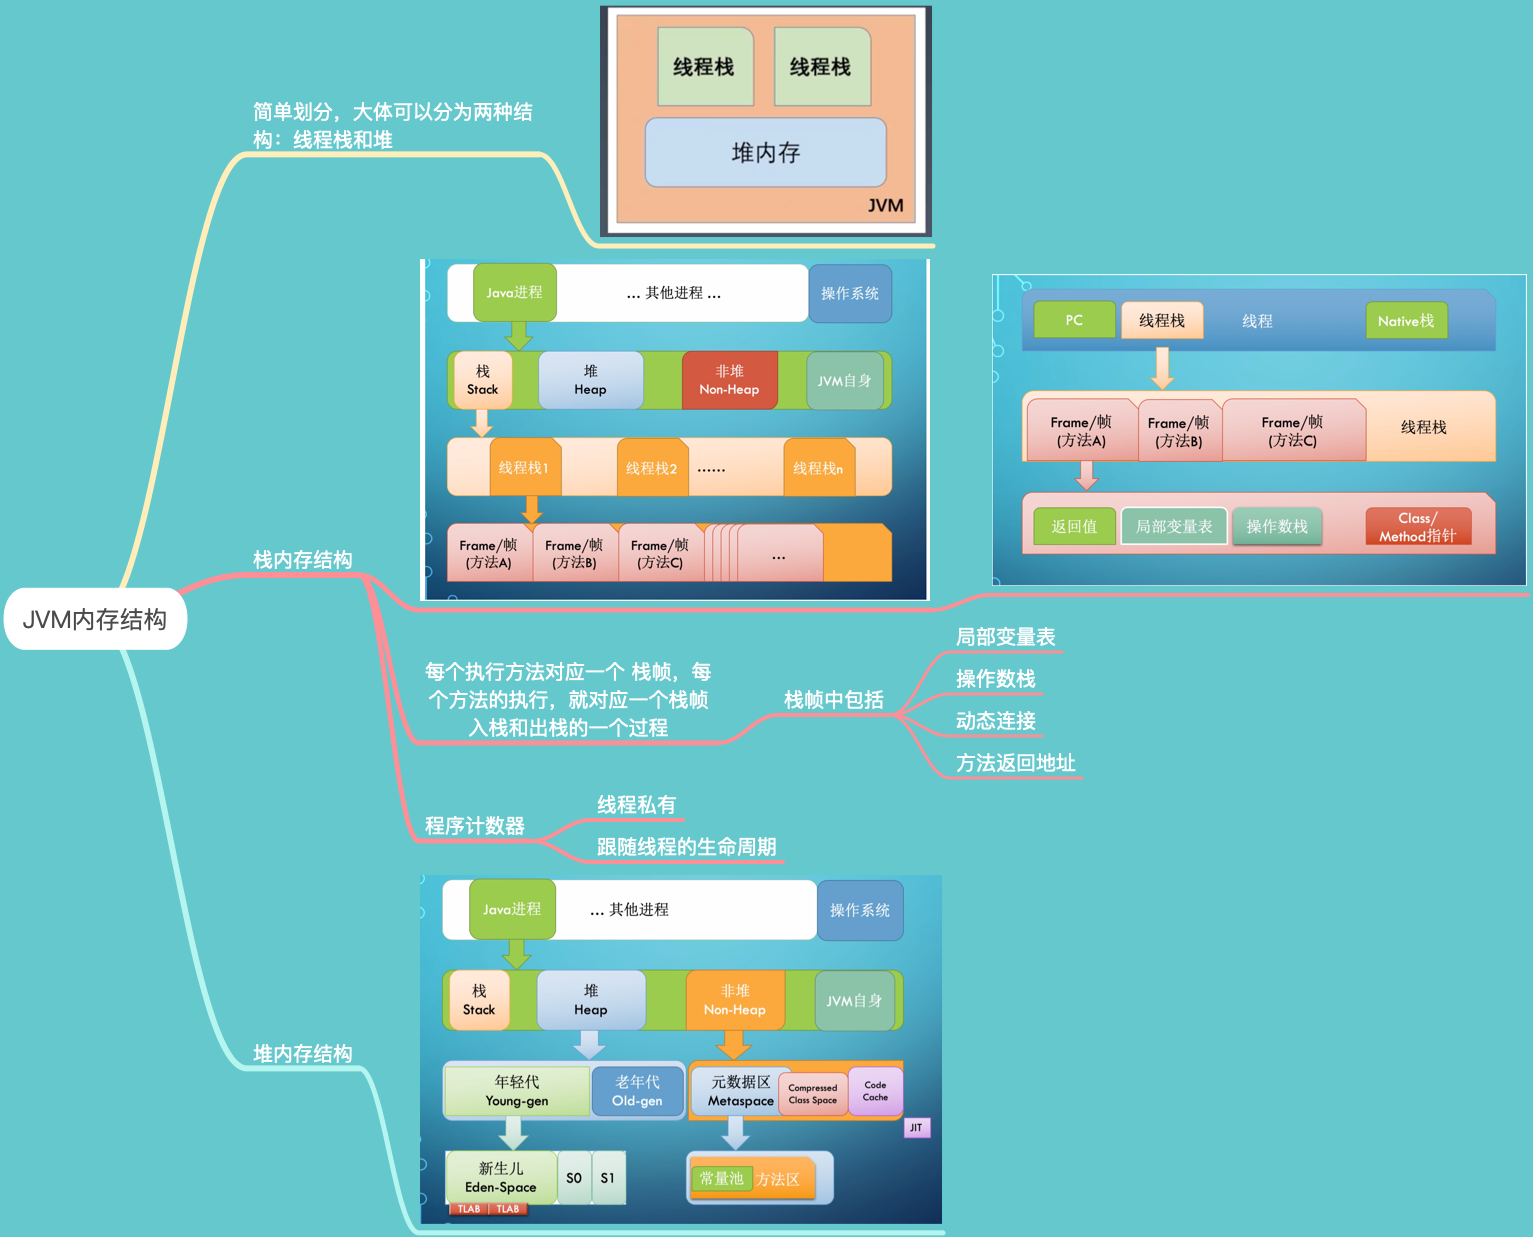 简单划分，大体可以分为两种结
构：线程栈和堆
线程栈
线程栈
堆内存
JVM
Java进程
... 其他进程 ...
操作系统
栈
Stack
堆
Heap
非堆
Non-Heap
JVM自身
线程栈1
线程栈2
......
线程栈n
Frame/帧
(方法A)
Frame/帧
(方法B)
Frame/帧
(方法C)
...
PC
线程栈
线程
Native栈
Frame/帧
(方法A)
Frame/帧
(方法B)
Frame/帧
(方法C)
线程栈
返回值
局部变量表
操作数栈
Class/
Method指针
栈内存结构
JVM内存结构
每个执行方法对应一个 栈帧，每
个方法的执行，就对应一个栈帧
入栈和出栈的一个过程
栈帧中包括
局部变量表
操作数栈
动态连接
方法返回地址
程序计数器
线程私有
跟随线程的生命周期
堆内存结构
Java进程
... 其他进程
操作系统
栈
Stack
堆
Heap
非堆
Non-Heap
JVM自身
年轻代
Young-gen
老年代
Old-gen
元数据区
Metaspace
Compressed
Class Space
Code
Cache
JIT
新生儿
Eden-Space
S0
S1
TLAB
TLAB
常量池
方法区